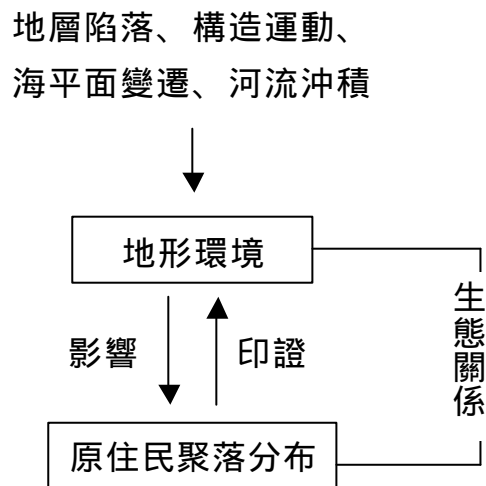 地層陷落、構造運動、
海平面變遷、河流沖積
地形環境
影響
印證
生態關係
原住民聚落分布